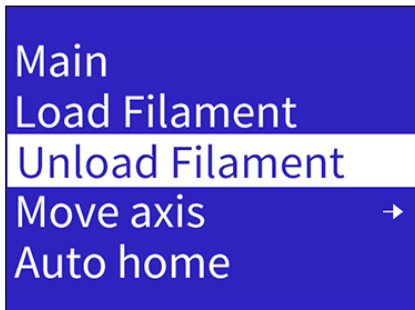 Main
Load Filament
Unload Filament
Move axis
Auto home